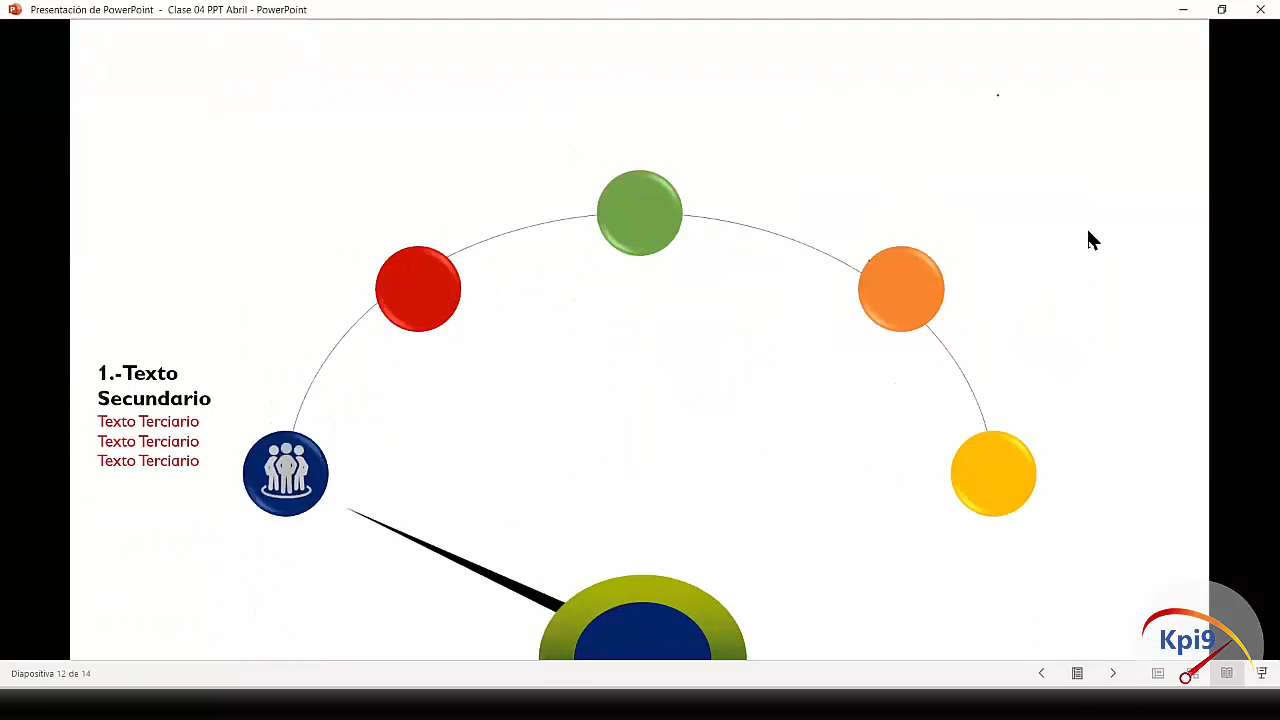 Presentación de PowerPoint - Clase 04 PPT Abril - PowerPoint
1.-Texto
Secundario
Texto Terciario
Texto Terciario
Texto Terciario
Kpi9
Diapositiva 12 de 14